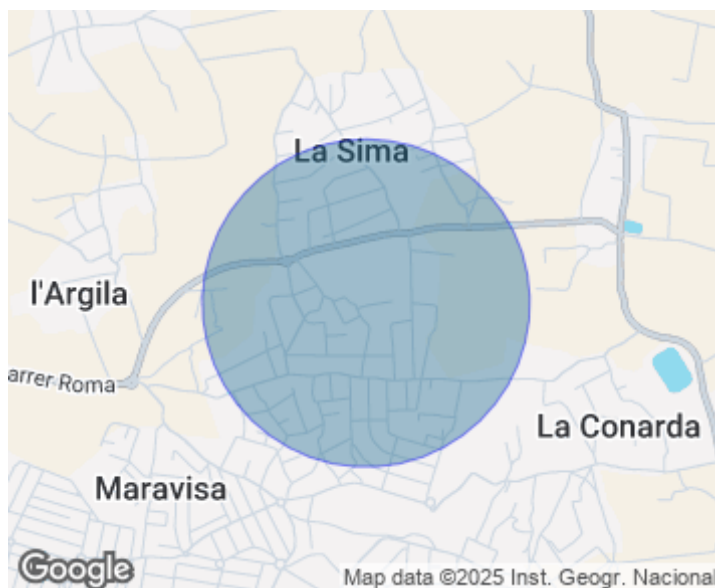 La Sima
l'Argila
arrer Roma
La Conarda
Maravisa
Google
Map data ©2025 Inst. Geogr. Nacional